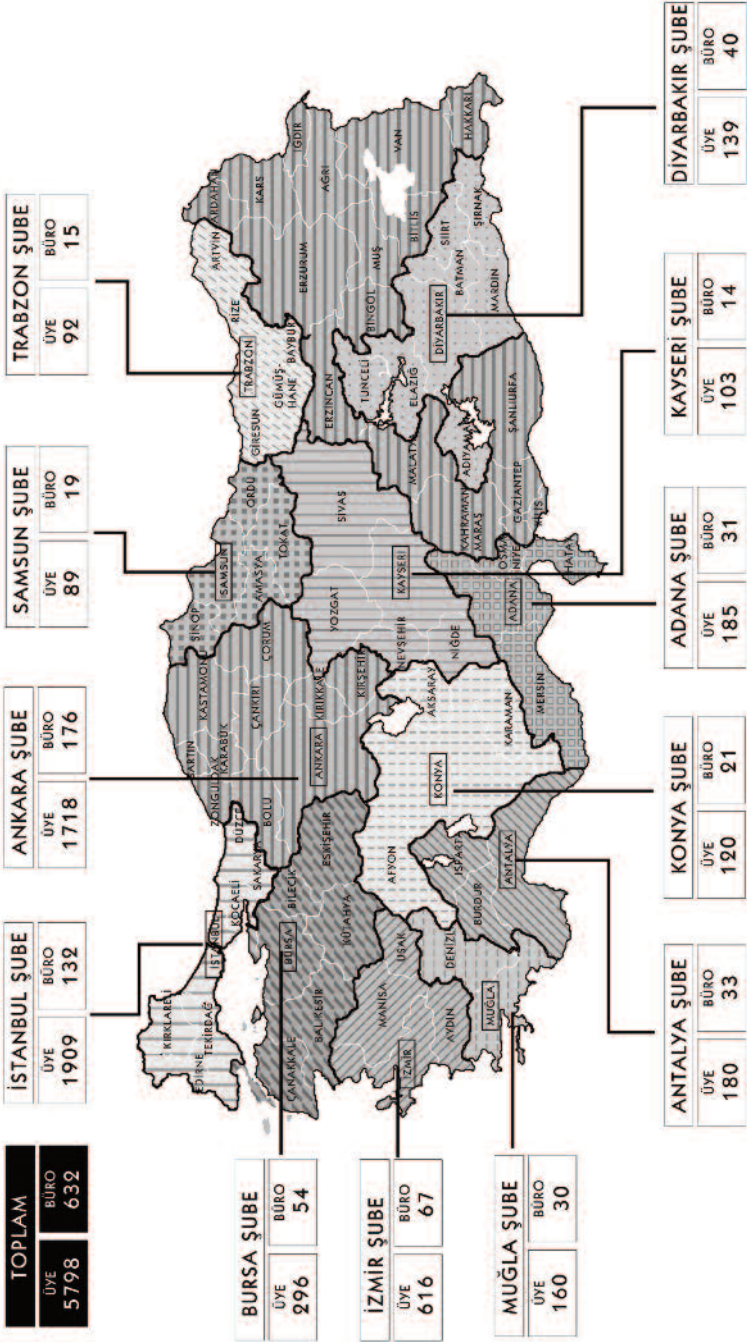 TOPLAM
ÜYE BÜRO
5798 632
İSTANBUL ŞUBE
ÜYE BÜRO
1909 132
ANKARA ŞUBE
ÜYE BÜRO
1718 176
SAMSUN ŞUBE
ÜYE BÜRO
89 19
TRABZON ŞUBE
ÜYE BÜRO
92 15
BURSA ŞUBE
ÜYE BÜRO
296 54
İZMİR ŞUBE
ÜYE BÜRO
616 67
MUĞLA ŞUBE
ÜYE BÜRO
160 30
ANTALYA ŞUBE
ÜYE BÜRO
180 33
KONYA ŞUBE
ÜYE BÜRO
120 21
ADANA ŞUBE
ÜYE BÜRO
185 31
KAYSERİ ŞUBE
ÜYE BÜRO
103 14
DİYARBAKIR ŞUBE
ÜYE BÜRO
139 40
KIRKLARELİ
EDİRNE
TEKİRDAĞ
İSTANBUL
KOCAELİ
SAKARYA
DÜZCE
BOLU
ZONGULDAK
BARTIN
KARABÜK
KASTAMONU
ÇANKIRI
ÇORUM
ANKARA
KIRIKKALE
KIRŞEHİR
SİNOP
SAMSUN
AMASYA
TOKAT
ORDU
GİRESUN
TRABZON
GÜMÜŞ-
HANE
BAYBURT
RİZE
ARTVİN
ARDAHAN
KARS
IĞDIR
AĞRI
ERZURUM
ERZİNCAN
BİNGÖL
MUŞ
BİTLİS
VAN
HAKKARİ
TUNCELİ
ELAZIĞ
DİYARBAKIR
BATMAN
SİİRT
ŞIRNAK
MARDİN
MALATYA
ADIYAMAN
ŞANLIURFA
GAZİANTEP
KİLİS
KAHRAMAN
MARAŞ
SİVAS
YOZGAT
KAYSERİ
NEVŞEHİR
NİĞDE
OSMA
NİYE
HATAY
ADANA
MERSİN
AKSARAY
KARAMAN
KONYA
AFYON
ISPARTA
BURDUR
ANTALYA
ÇANAKKALE
BALIKESİR
BURSA
BİLECİK
ESKİŞEHİR
KÜTAHYA
MANİSA
UŞAK
İZMİR
AYDIN
DENİZLİ
MUĞLA